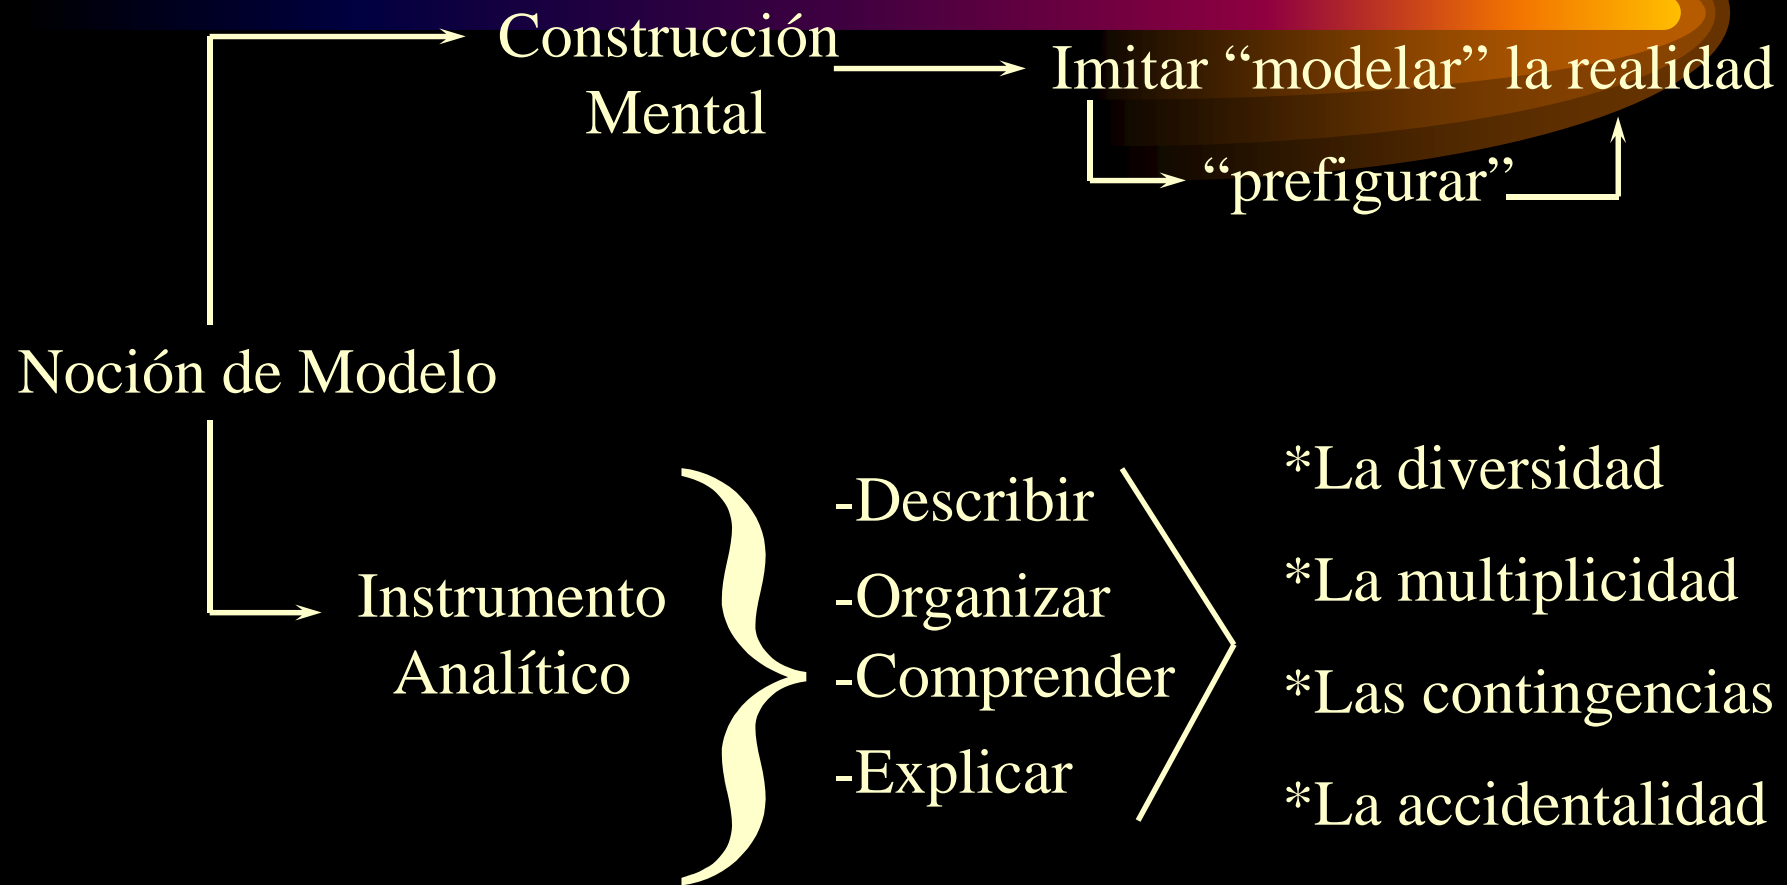 Construcción
Mental
Imitar “modelar” la realidad
“prefigurar”
Noción de Modelo
Instrumento
Analítico
-Describir
-Organizar
-Comprender
-Explicar
*La diversidad
*La multiplicidad
*Las contingencias
*La accidentalidad